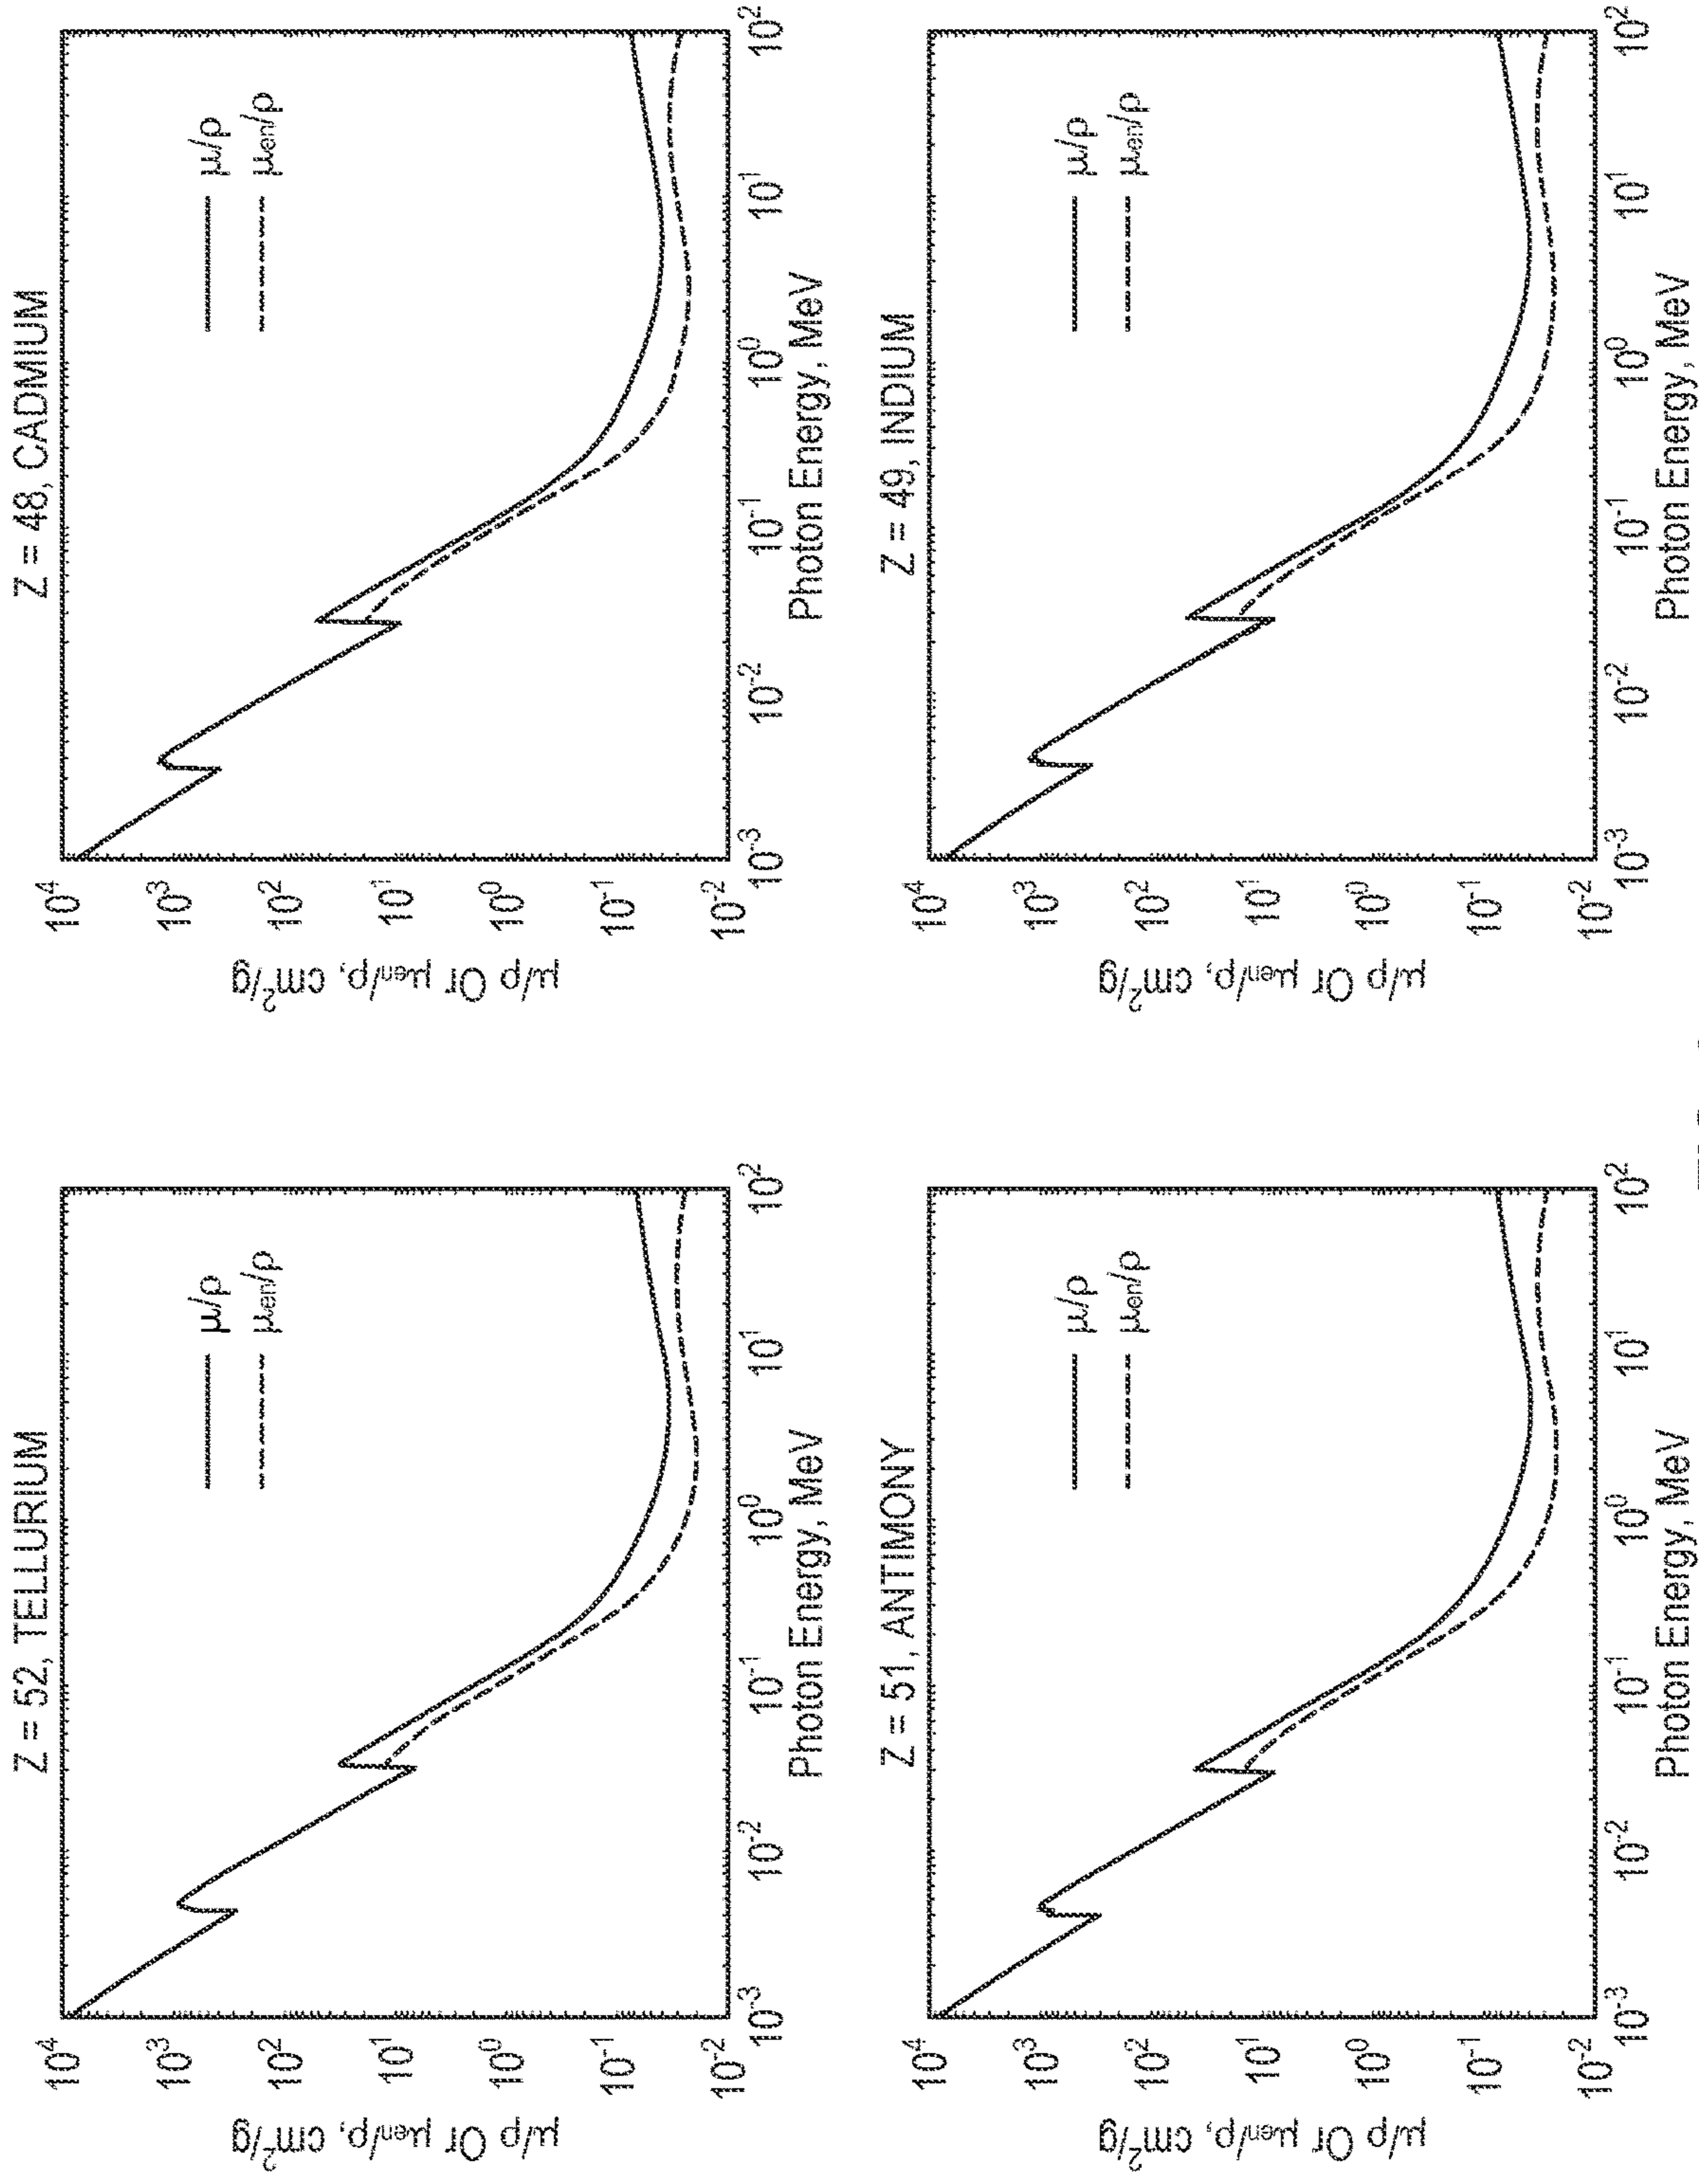 Z = 52, TELLURIUM
μ/ρ Or μen/ρ, cm²/g
10⁴
10³
10²
10¹
10⁰
10⁻¹
10⁻²
μ/ρ
μen/ρ
10⁻³ 10⁻² 10⁻¹ 10⁰ 10¹ 10²
Photon Energy, MeV
Z = 48, CADMIUM
μ/ρ Or μen/ρ, cm²/g
10⁴
10³
10²
10¹
10⁰
10⁻¹
10⁻²
μ/ρ
μen/ρ
10⁻³ 10⁻² 10⁻¹ 10⁰ 10¹ 10²
Photon Energy, MeV
Z = 51, ANTIMONY
μ/ρ Or μen/ρ, cm²/g
10⁴
10³
10²
10¹
10⁰
10⁻¹
10⁻²
μ/ρ
μen/ρ
10⁻³ 10⁻² 10⁻¹ 10⁰ 10¹ 10²
Photon Energy, MeV
Z = 49, INDIUM
μ/ρ Or μen/ρ, cm²/g
10⁴
10³
10²
10¹
10⁰
10⁻¹
10⁻²
μ/ρ
μen/ρ
10⁻³ 10⁻² 10⁻¹ 10⁰ 10¹ 10²
Photon Energy, MeV